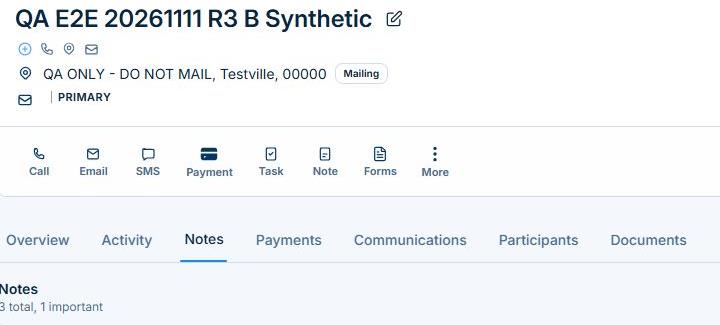 QA E2E 20261111 R3 B Synthetic
QA ONLY - DO NOT MAIL, Testville, 00000 Mailing
PRIMARY
Call Email SMS Payment Task Note Forms More
Overview Activity Notes Payments Communications Participants Documents
Notes
3 total, 1 important